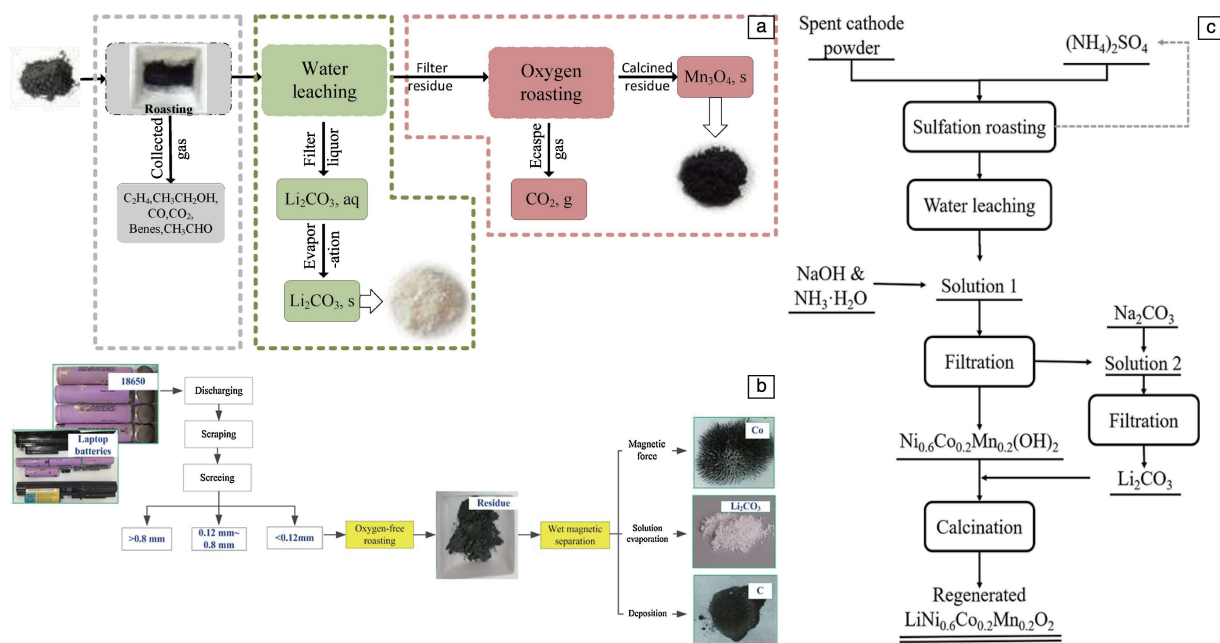 a
Roasting
Collected
gas
C₂H₄,CH₃CH₂OH,
CO,CO₂,
Benes,CH₃CHO
Water
leaching
Filter
liquor
Li₂CO₃, aq
Evapor
-ation
Li₂CO₃, s
Filter
residue
Oxygen
roasting
Ecaspe
gas
CO₂, g
Calcined
residue
Mn₃O₄, s
b
18650
Laptop
batteries
Discharging
Scraping
Screeing
>0.8 mm
0.12 mm~
0.8 mm
<0.12mm
Oxygen-free
roasting
Residue
Wet magnetic
separation
Magnetic
force
Co
Solution
evaporation
Li₂CO₃
Deposition
C
c
Spent cathode
powder
(NH₄)₂SO₄
Sulfation roasting
Water leaching
NaOH &
NH₃·H₂O
Solution 1
Filtration
Na₂CO₃
Solution 2
Filtration
Li₂CO₃
Ni₀.₆Co₀.₂Mn₀.₂(OH)₂
Calcination
Regenerated
LiNi₀.₆Co₀.₂Mn₀.₂O₂